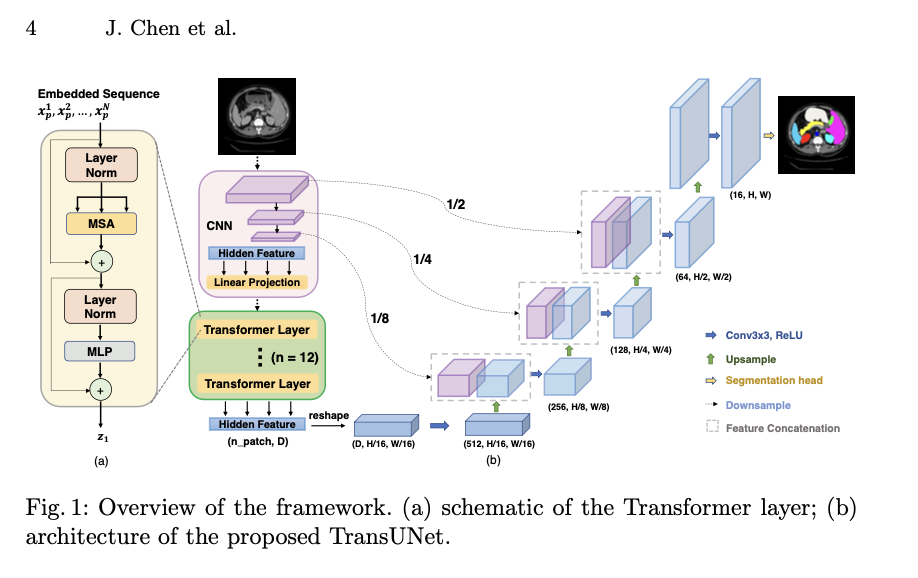 4 J. Chen et al.
Embedded Sequence
x_p^1, x_p^2, ..., x_p^N
Layer
Norm
MSA
+
Layer
Norm
MLP
+
z_1
(a)
CNN
Hidden Feature
Linear Projection
Transformer Layer
(n = 12)
Transformer Layer
Hidden Feature
(n_patch, D)
reshape
(D, H/16, W/16)
(512, H/16, W/16)
(b)
1/2
1/4
1/8
(256, H/8, W/8)
(128, H/4, W/4)
(64, H/2, W/2)
(16, H, W)
Conv3x3, ReLU
Upsample
Segmentation head
Downsample
Feature Concatenation
Fig. 1: Overview of the framework. (a) schematic of the Transformer layer; (b)
architecture of the proposed TransUNet.